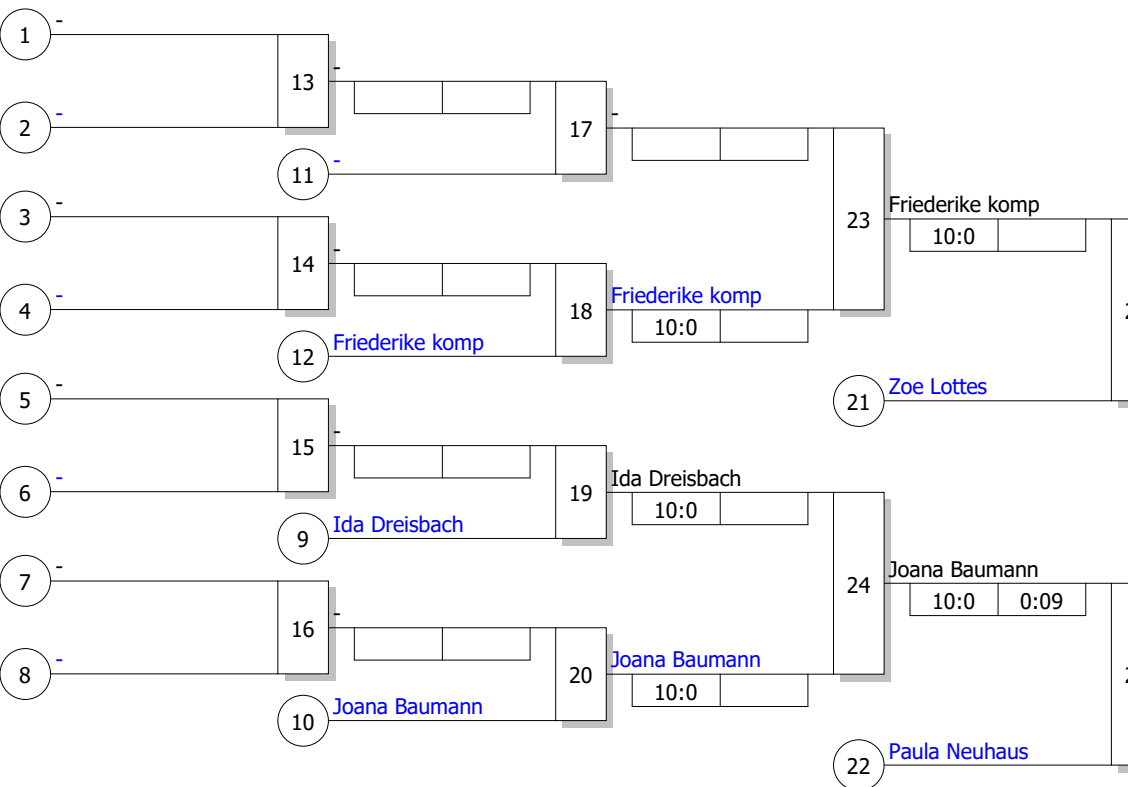 1 -
13
-
2 -
17
-
11 -
3 -
23
Friederike komp
10:0
14
-
4 -
18
Friederike komp
10:0
12 Friederike komp
21 Zoe Lottes
5 -
15
-
6 -
19
Ida Dreisbach
10:0
9 Ida Dreisbach
7 -
24
Joana Baumann
10:0 0:09
16
-
8 -
20
Joana Baumann
10:0
10 Joana Baumann
22 Paula Neuhaus